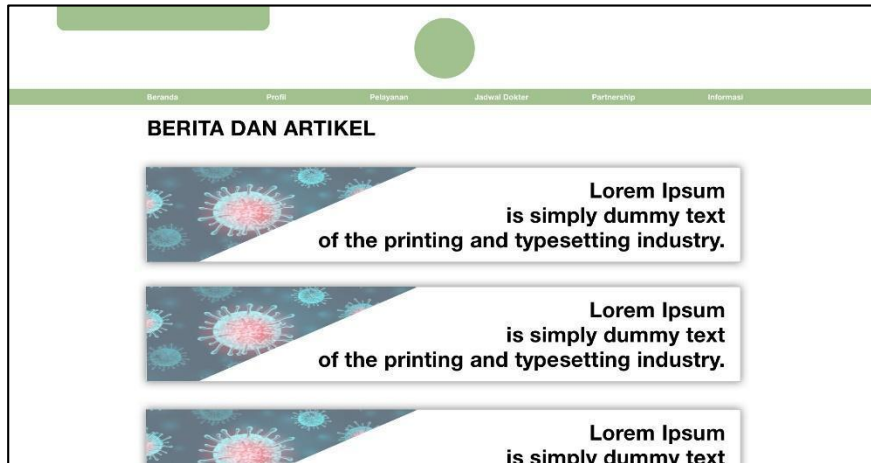 Beranda Profil Pelayanan Jadwal Dokter Partnership Informasi
BERITA DAN ARTIKEL
Lorem Ipsum
is simply dummy text
of the printing and typesetting industry.
Lorem Ipsum
is simply dummy text
of the printing and typesetting industry.
Lorem Ipsum
is simply dummy text